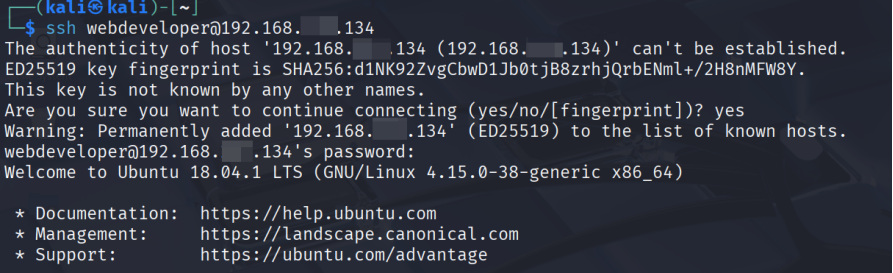 ┌──(kali㉿kali)-[~]
└─$ ssh webdeveloper@192.168. .134
The authenticity of host '192.168. .134 (192.168. .134)' can't be established.
ED25519 key fingerprint is SHA256:d1NK92ZvgCbwD1Jb0tjB8zrhjQrbENml+/2H8nMFW8Y.
This key is not known by any other names.
Are you sure you want to continue connecting (yes/no/[fingerprint])? yes
Warning: Permanently added '192.168. .134' (ED25519) to the list of known hosts.
webdeveloper@192.168. .134's password:
Welcome to Ubuntu 18.04.1 LTS (GNU/Linux 4.15.0-38-generic x86_64)
* Documentation: https://help.ubuntu.com
* Management: https://landscape.canonical.com
* Support: https://ubuntu.com/advantage